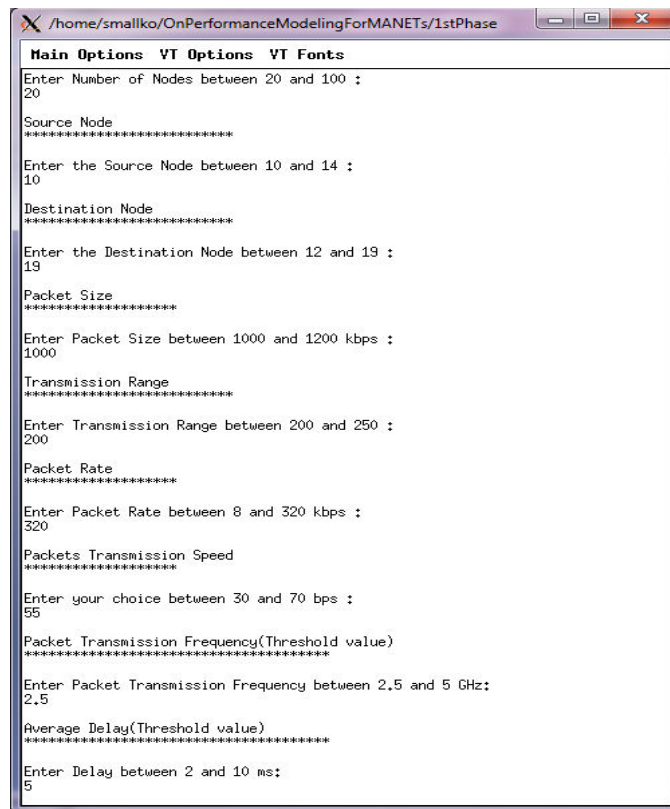 /home/smallko/OnPerformanceModelingForMANETs/1stPhase
Main Options VT Options VT Fonts
Enter Number of Nodes between 20 and 100 :
20
Source Node
**************************
Enter the Source Node between 10 and 14 :
10
Destination Node
**************************
Enter the Destination Node between 12 and 19 :
19
Packet Size
*******************
Enter Packet Size between 1000 and 1200 kbps :
1000
Transmission Range
**************************
Enter Transmission Range between 200 and 250 :
200
Packet Rate
*******************
Enter Packet Rate between 8 and 320 kbps :
320
Packets Transmission Speed
*******************
Enter your choice between 30 and 70 bps :
55
Packet Transmission Frequency(Threshold value)
**************************************
Enter Packet Transmission Frequency between 2.5 and 5 GHz:
2.5
Average Delay(Threshold value)
**************************************
Enter Delay between 2 and 10 ms:
5